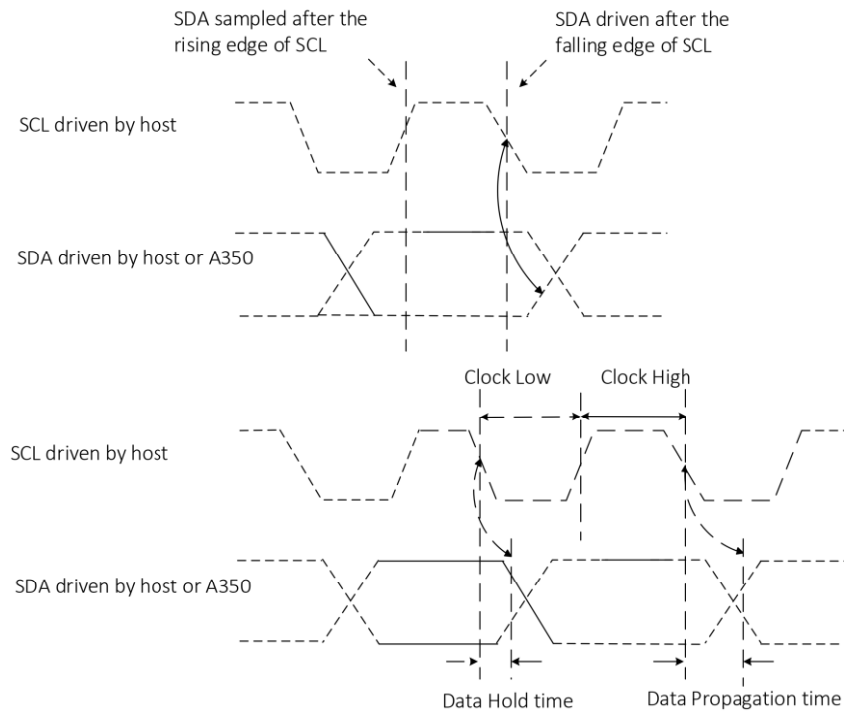 SDA sampled after the
rising edge of SCL
SDA driven after the
falling edge of SCL
SCL driven by host
SDA driven by host or A350
Clock Low
Clock High
SCL driven by host
SDA driven by host or A350
Data Hold time
Data Propagation time